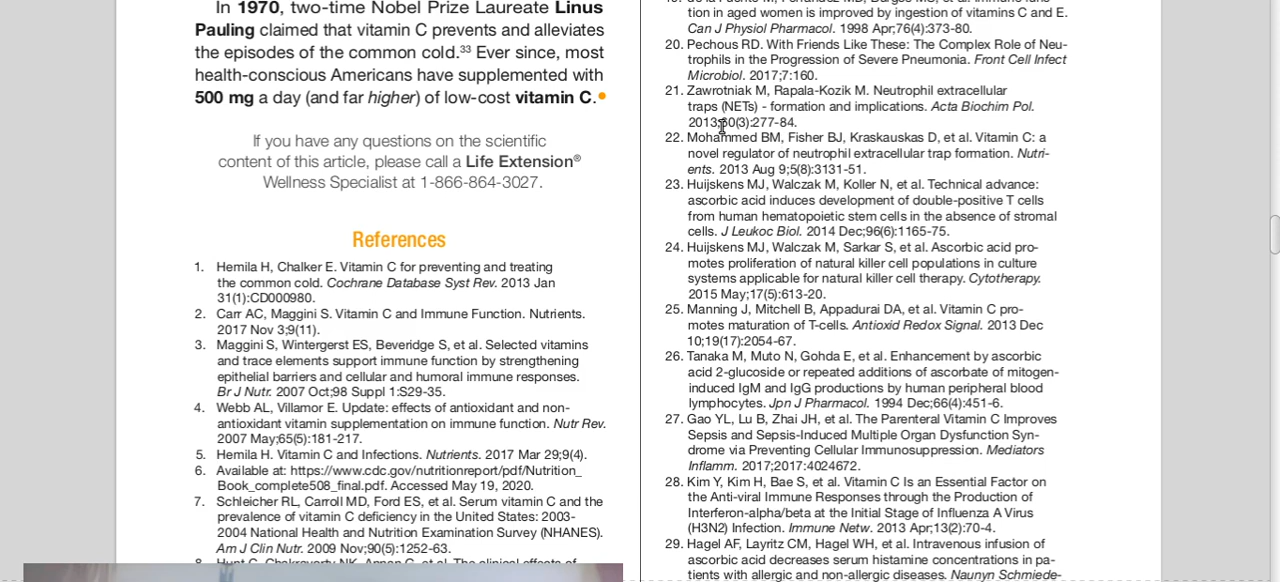 In 1970, two-time Nobel Prize Laureate Linus
Pauling claimed that vitamin C prevents and alleviates
the episodes of the common cold.33 Ever since, most
health-conscious Americans have supplemented with
500 mg a day (and far higher) of low-cost vitamin C.
If you have any questions on the scientific
content of this article, please call a Life Extension®
Wellness Specialist at 1-866-864-3027.
References
1. Hemila H, Chalker E. Vitamin C for preventing and treating
the common cold. Cochrane Database Syst Rev. 2013 Jan
31(1):CD000980.
2. Carr AC, Maggini S. Vitamin C and Immune Function. Nutrients.
2017 Nov 3;9(11).
3. Maggini S, Wintergerst ES, Beveridge S, et al. Selected vitamins
and trace elements support immune function by strengthening
epithelial barriers and cellular and humoral immune responses.
Br J Nutr. 2007 Oct;98 Suppl 1:S29-35.
4. Webb AL, Villamor E. Update: effects of antioxidant and non-
antioxidant vitamin supplementation on immune function. Nutr Rev.
2007 May;65(5):181-217.
5. Hemila H. Vitamin C and Infections. Nutrients. 2017 Mar 29;9(4).
6. Available at: https://www.cdc.gov/nutritionreport/pdf/Nutrition_
Book_complete508_final.pdf. Accessed May 19, 2020.
7. Schleicher RL, Carroll MD, Ford ES, et al. Serum vitamin C and the
prevalence of vitamin C deficiency in the United States: 2003-
2004 National Health and Nutrition Examination Survey (NHANES).
Am J Clin Nutr. 2009 Nov;90(5):1252-63.
tion in aged women is improved by ingestion of vitamins C and E.
Can J Physiol Pharmacol. 1998 Apr;76(4):373-80.
20. Pechous RD. With Friends Like These: The Complex Role of Neu-
trophils in the Progression of Severe Pneumonia. Front Cell Infect
Microbiol. 2017;7:160.
21. Zawrotniak M, Rapala-Kozik M. Neutrophil extracellular
traps (NETs) - formation and implications. Acta Biochim Pol.
2013;60(3):277-84.
22. Mohammed BM, Fisher BJ, Kraskauskas D, et al. Vitamin C: a
novel regulator of neutrophil extracellular trap formation. Nutri-
ents. 2013 Aug 9;5(8):3131-51.
23. Huijskens MJ, Walczak M, Koller N, et al. Technical advance:
ascorbic acid induces development of double-positive T cells
from human hematopoietic stem cells in the absence of stromal
cells. J Leukoc Biol. 2014 Dec;96(6):1165-75.
24. Huijskens MJ, Walczak M, Sarkar S, et al. Ascorbic acid pro-
motes proliferation of natural killer cell populations in culture
systems applicable for natural killer cell therapy. Cytotherapy.
2015 May;17(5):613-20.
25. Manning J, Mitchell B, Appadurai DA, et al. Vitamin C pro-
motes maturation of T-cells. Antioxid Redox Signal. 2013 Dec
10;19(17):2054-67.
26. Tanaka M, Muto N, Gohda E, et al. Enhancement by ascorbic
acid 2-glucoside or repeated additions of ascorbate of mitogen-
induced IgM and IgG productions by human peripheral blood
lymphocytes. Jpn J Pharmacol. 1994 Dec;66(4):451-6.
27. Gao YL, Lu B, Zhai JH, et al. The Parenteral Vitamin C Improves
Sepsis and Sepsis-Induced Multiple Organ Dysfunction Syn-
drome via Preventing Cellular Immunosuppression. Mediators
Inflamm. 2017;2017:4024672.
28. Kim Y, Kim H, Bae S, et al. Vitamin C Is an Essential Factor on
the Anti-viral Immune Responses through the Production of
Interferon-alpha/beta at the Initial Stage of Influenza A Virus
(H3N2) Infection. Immune Netw. 2013 Apr;13(2):70-4.
29. Hagel AF, Layritz CM, Hagel WH, et al. Intravenous infusion of
ascorbic acid decreases serum histamine concentrations in pa-
tients with allergic and non-allergic diseases. Naunyn Schmiede-